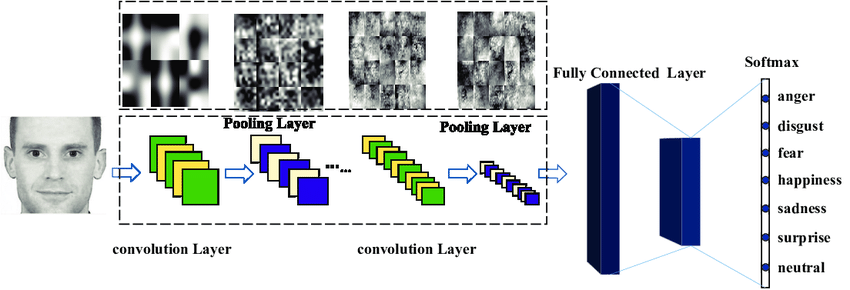 Fully Connected Layer
Softmax
anger
disgust
fear
happiness
sadness
surprise
neutral
Pooling Layer
Pooling Layer
convolution Layer
convolution Layer